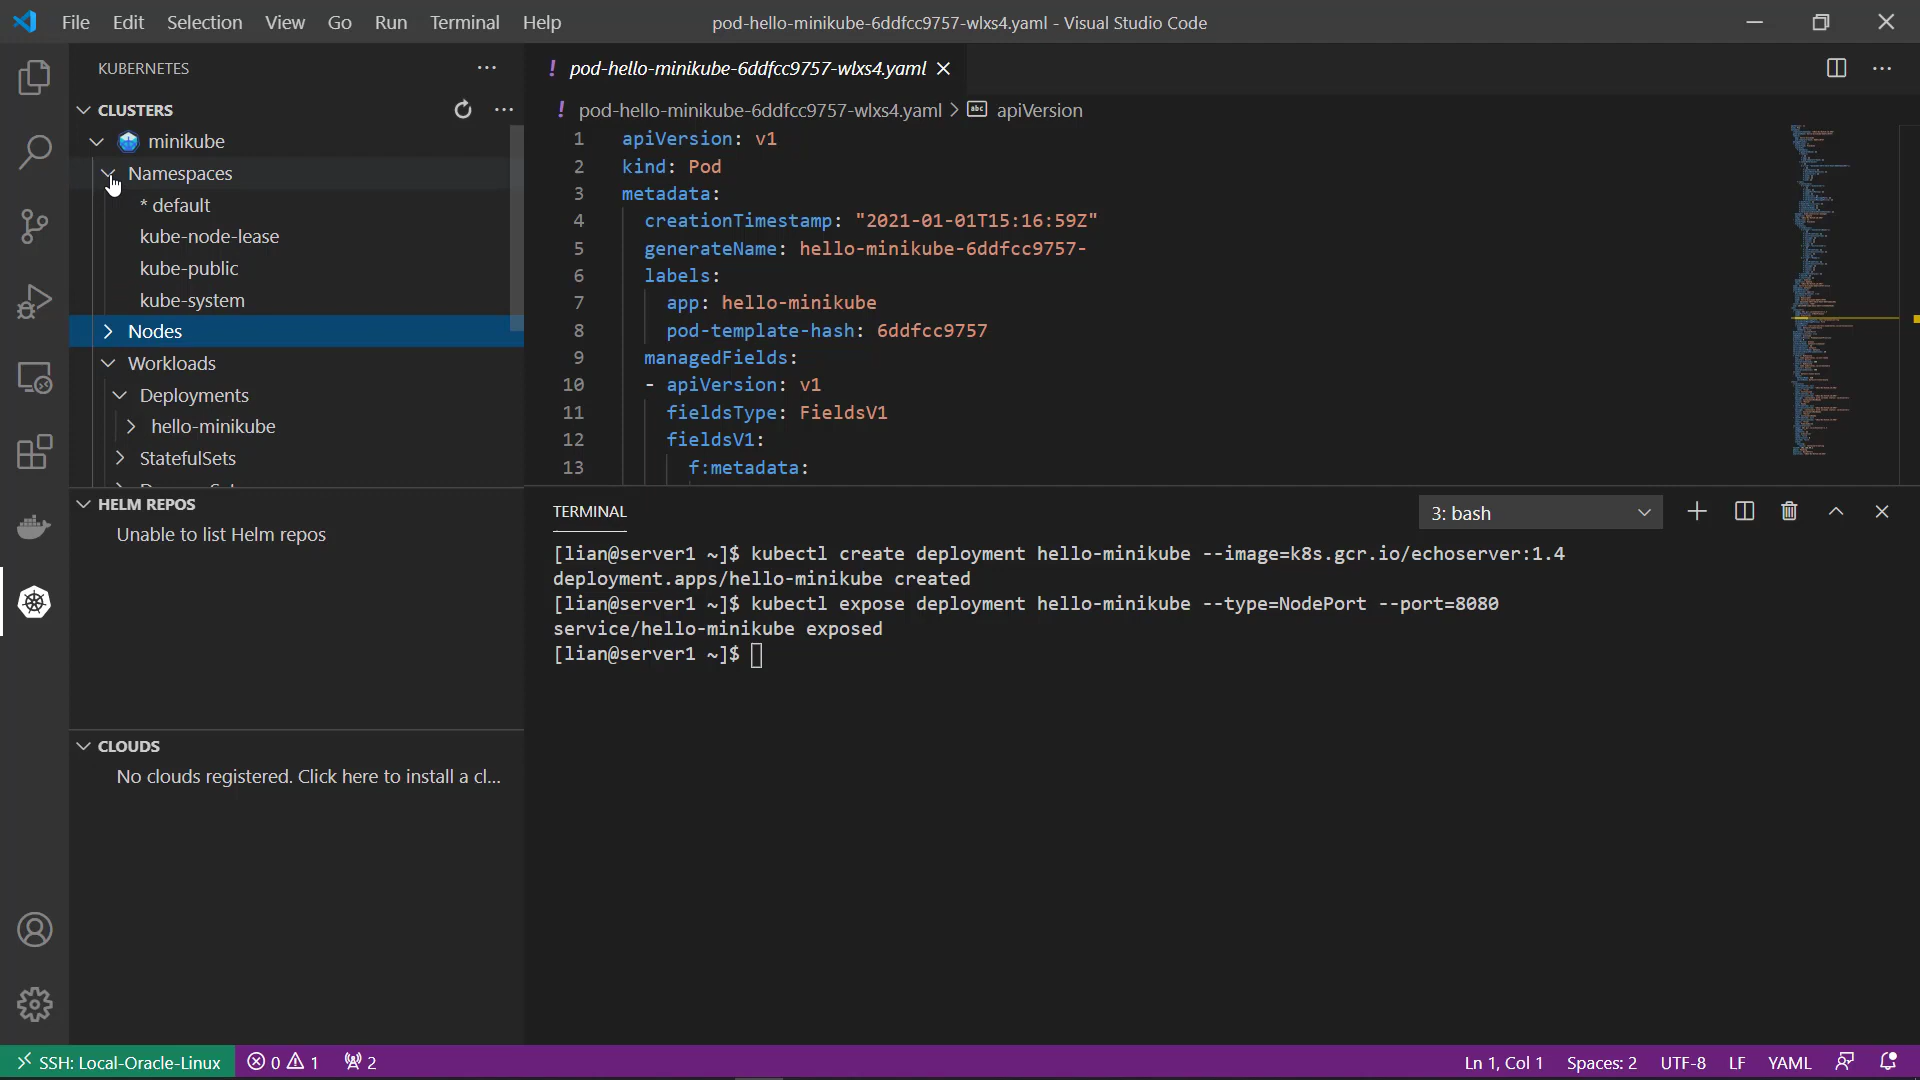 File Edit Selection View Go Run Terminal Help pod-hello-minikube-6ddfcc9757-wlxs4.yaml - Visual Studio Code
KUBERNETES
CLUSTERS
minikube
Namespaces
* default
kube-node-lease
kube-public
kube-system
Nodes
Workloads
Deployments
hello-minikube
StatefulSets
HELM REPOS
Unable to list Helm repos
CLOUDS
No clouds registered. Click here to install a cl...
! pod-hello-minikube-6ddfcc9757-wlxs4.yaml
! pod-hello-minikube-6ddfcc9757-wlxs4.yaml > abc apiVersion
1 apiVersion: v1
2 kind: Pod
3 metadata:
4 creationTimestamp: "2021-01-01T15:16:59Z"
5 generateName: hello-minikube-6ddfcc9757-
6 labels:
7 app: hello-minikube
8 pod-template-hash: 6ddfcc9757
9 managedFields:
10 - apiVersion: v1
11 fieldsType: FieldsV1
12 fieldsV1:
13 f:metadata:
TERMINAL 3: bash
[lian@server1 ~]$ kubectl create deployment hello-minikube --image=k8s.gcr.io/echoserver:1.4
deployment.apps/hello-minikube created
[lian@server1 ~]$ kubectl expose deployment hello-minikube --type=NodePort --port=8080
service/hello-minikube exposed
[lian@server1 ~]$
SSH: Local-Oracle-Linux 0 1 2 Ln 1, Col 1 Spaces: 2 UTF-8 LF YAML